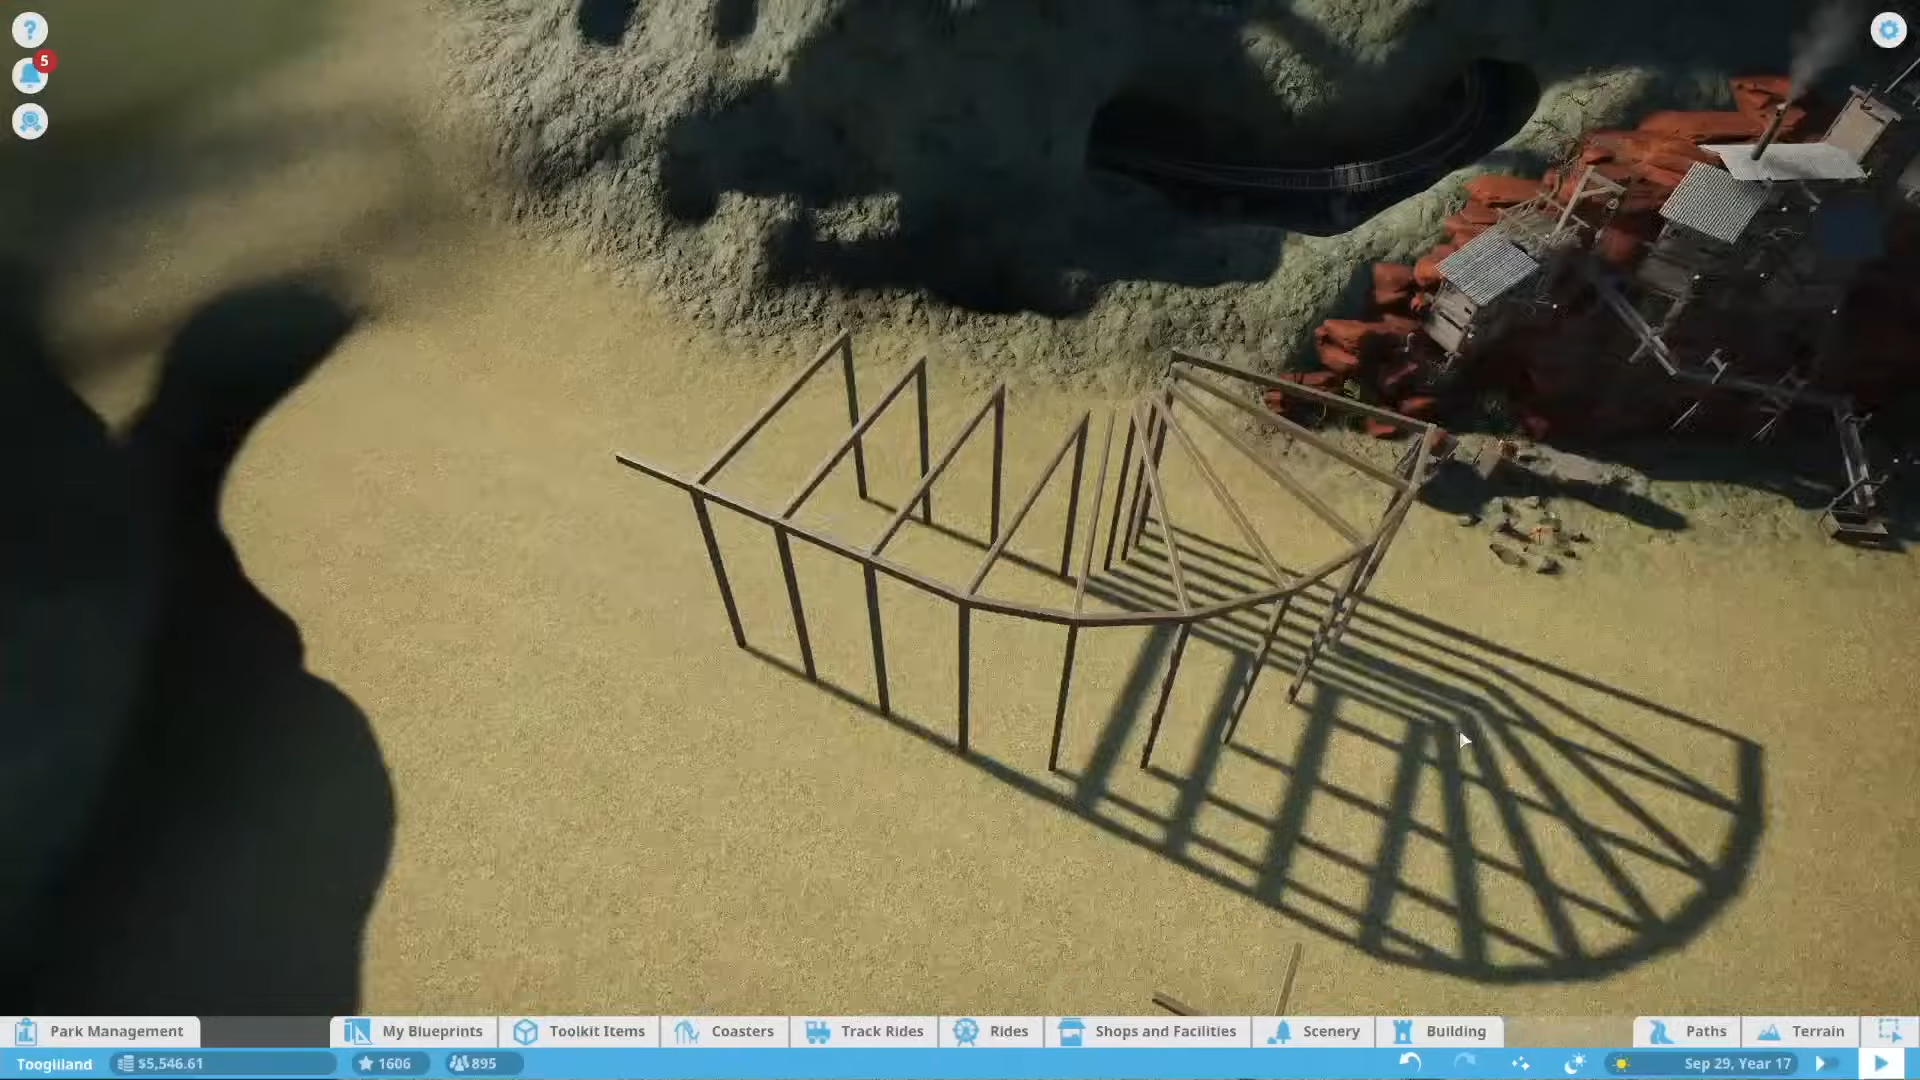 ?
5
Park Management
My Blueprints
Toolkit Items
Coasters
Track Rides
Rides
Shops and Facilities
Scenery
Building
Paths
Terrain
Toogiiland
$5,546.61
1606
895
Sep 29, Year 17